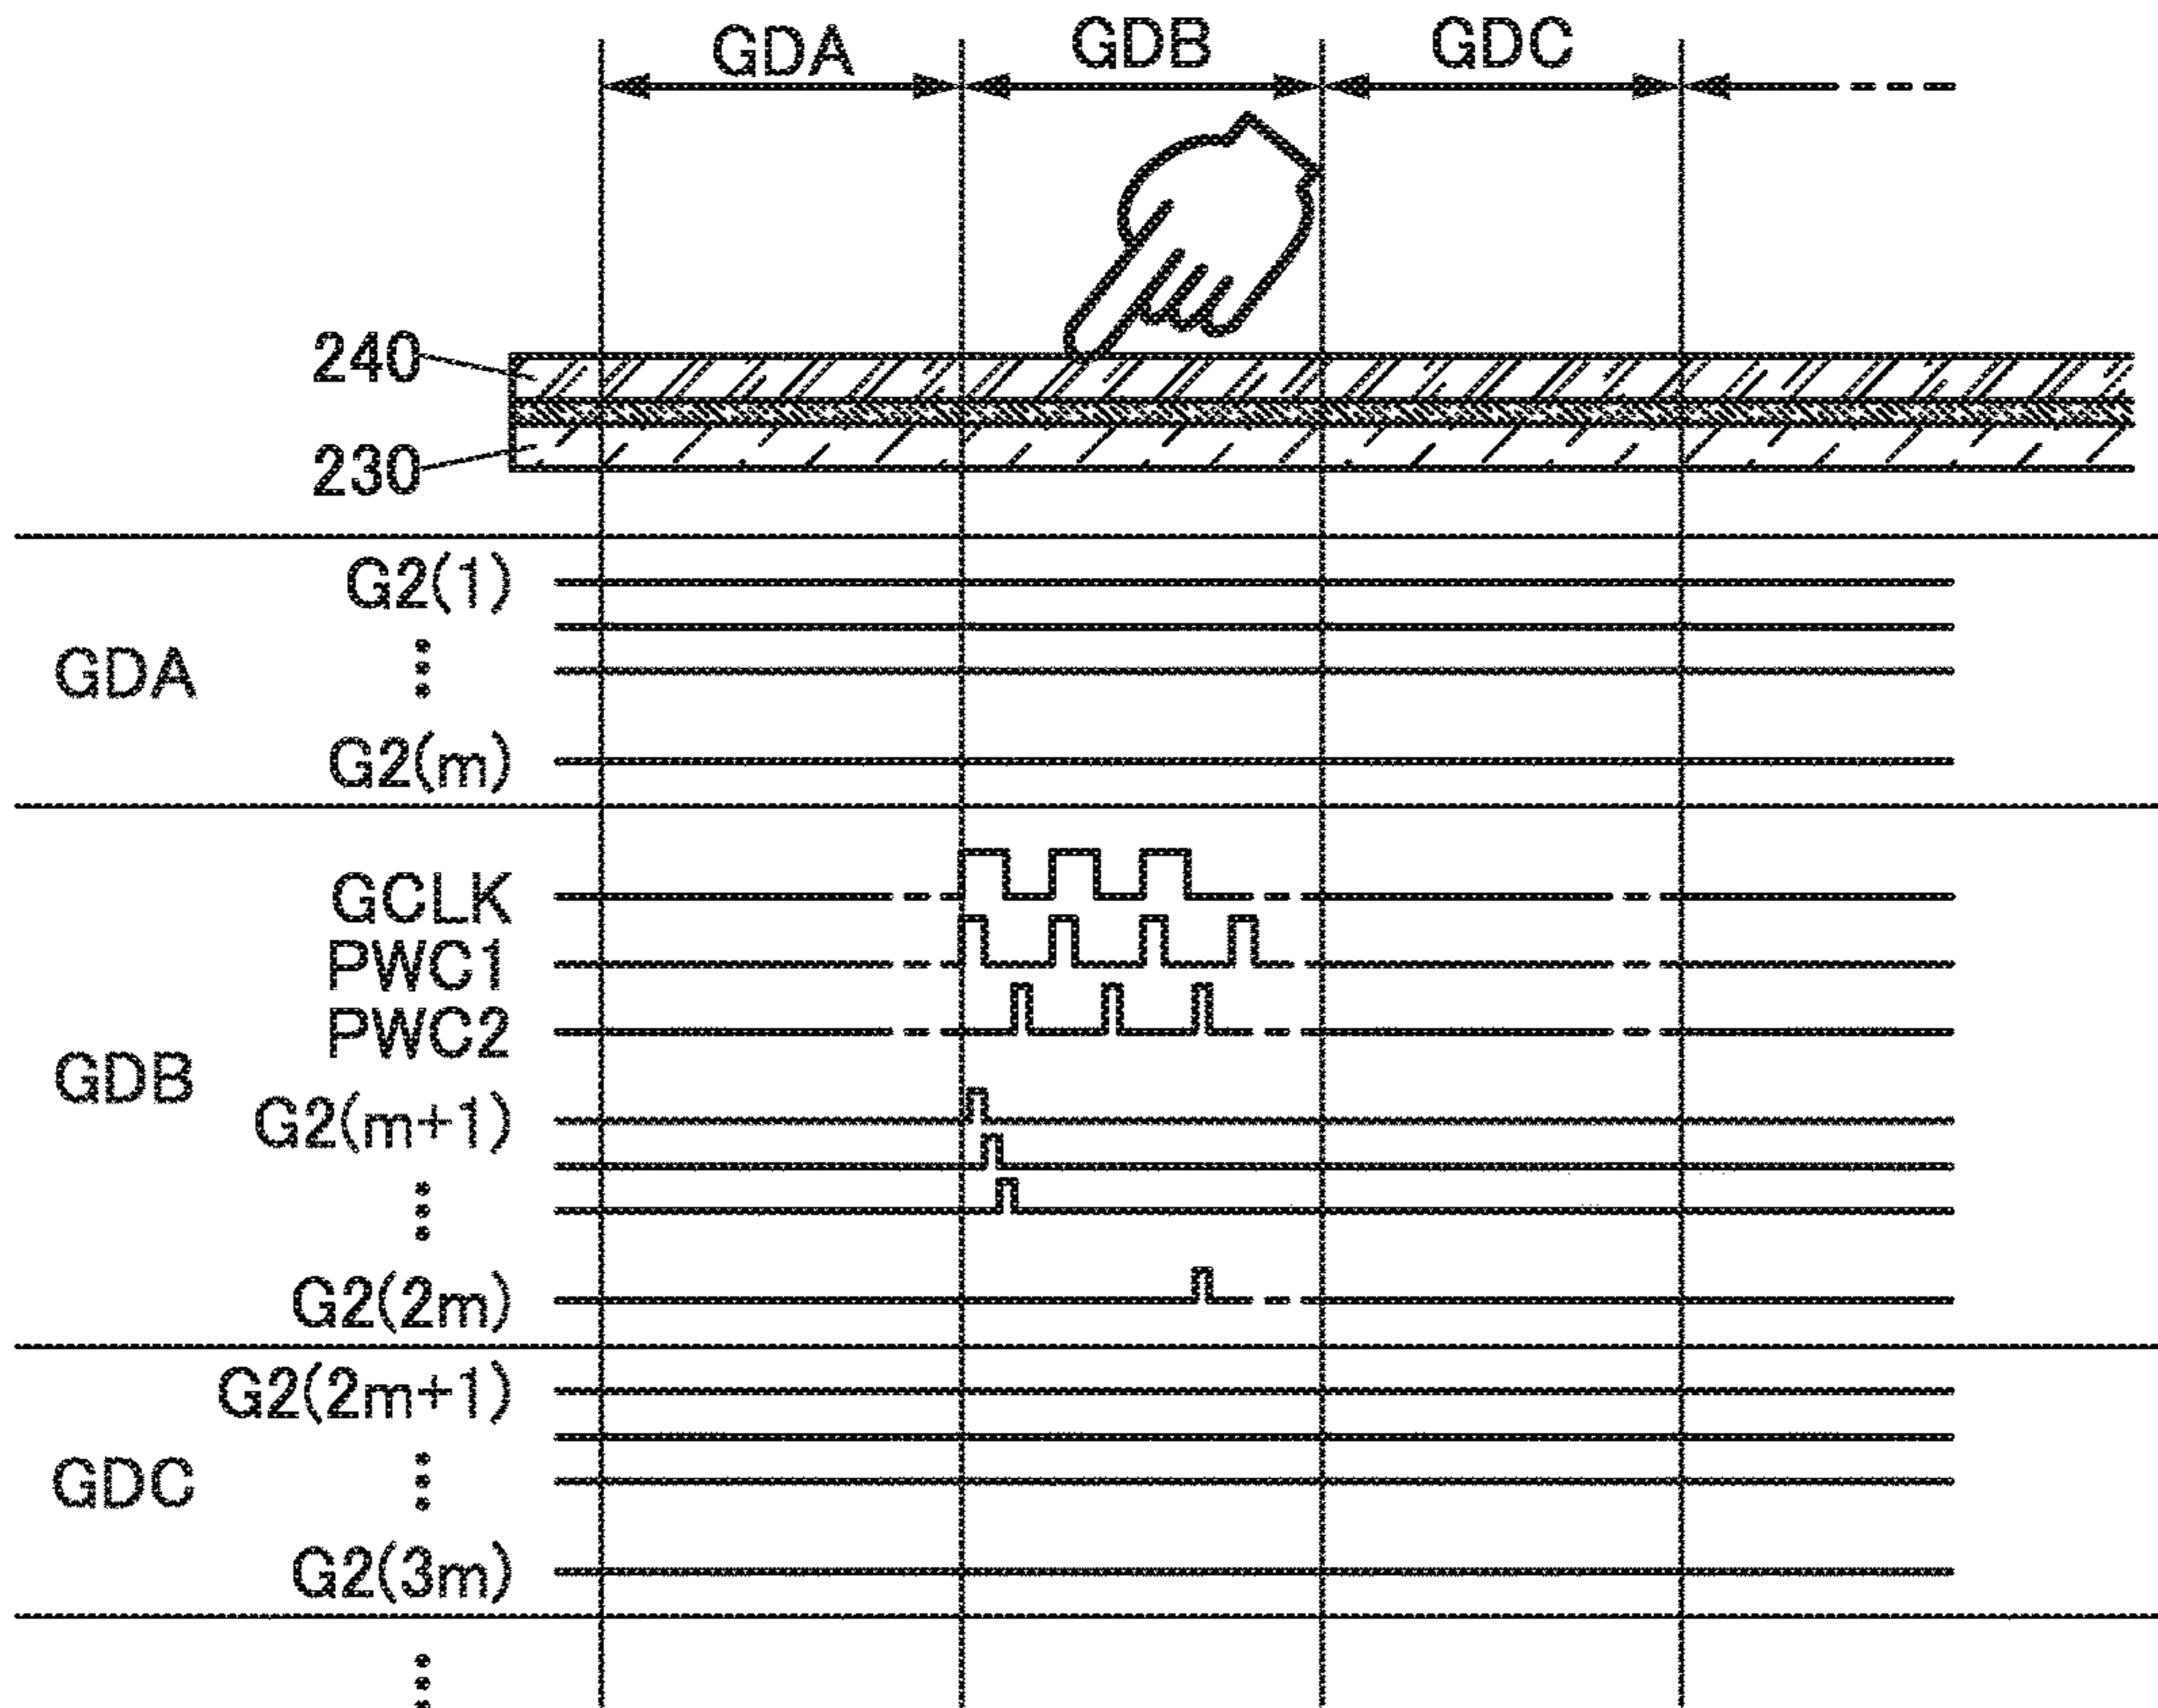 GDA GDB GDC
240
230
G2(1)
GDA
G2(m)
GCLK
PWC1
PWC2
GDB
G2(m+1)
G2(2m)
G2(2m+1)
GDC
G2(3m)